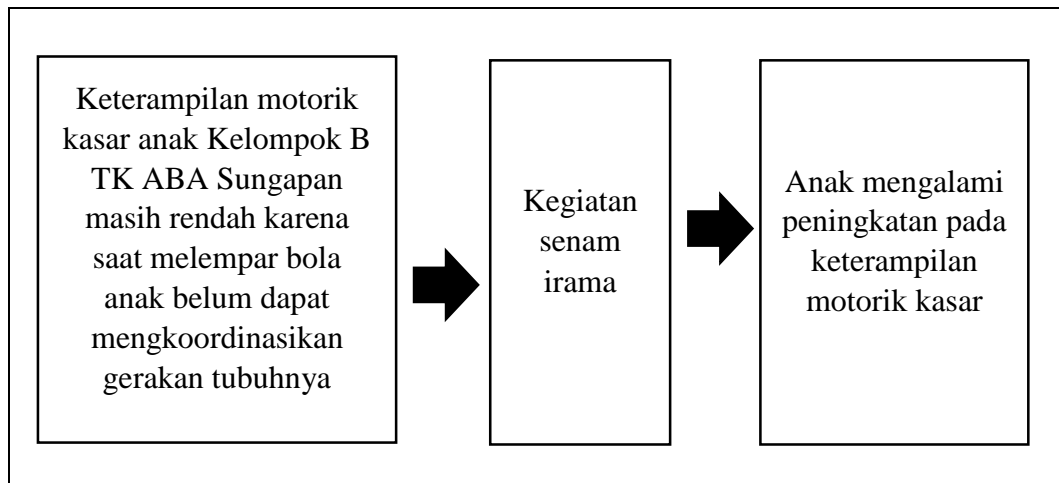 Keterampilan motorik
kasar anak Kelompok B
TK ABA Sungapan
masih rendah karena
saat melempar bola
anak belum dapat
mengkoordinasikan
gerakan tubuhnya
Kegiatan
senam
irama
Anak mengalami
peningkatan pada
keterampilan
motorik kasar